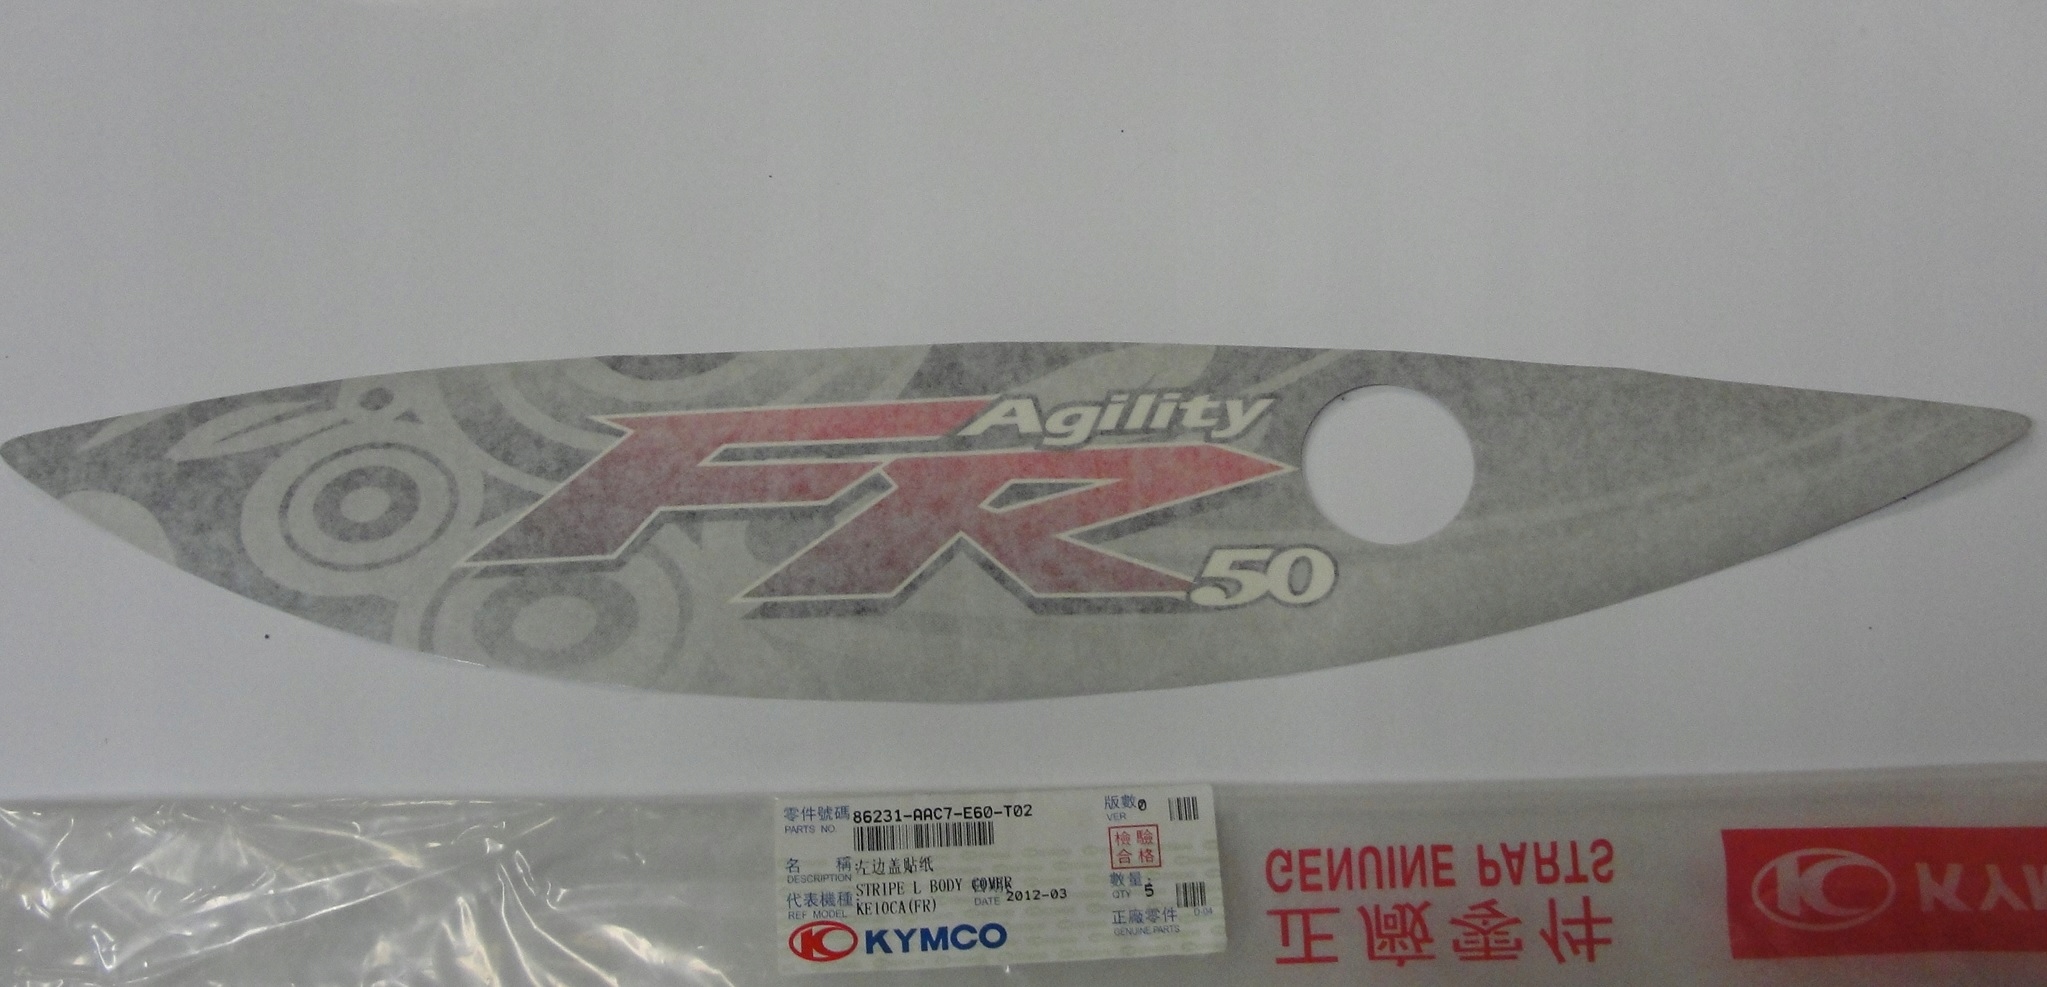 Agility
FR
50
零件號碼 86231-AAC7-E60-T02
PARTS NO.
版數 0
VER
檢驗
合格
名 稱 : 左边盖贴纸
DESCRIPTION STRIPE L BODY COVER
數量: 5
QTY
代表機種: KE10CA(FR)
REF MODEL
DATE 2012-03
正廠零件
GENUINE PARTS
D-04
KYMCO
GENUINE PARTS
正廠零件